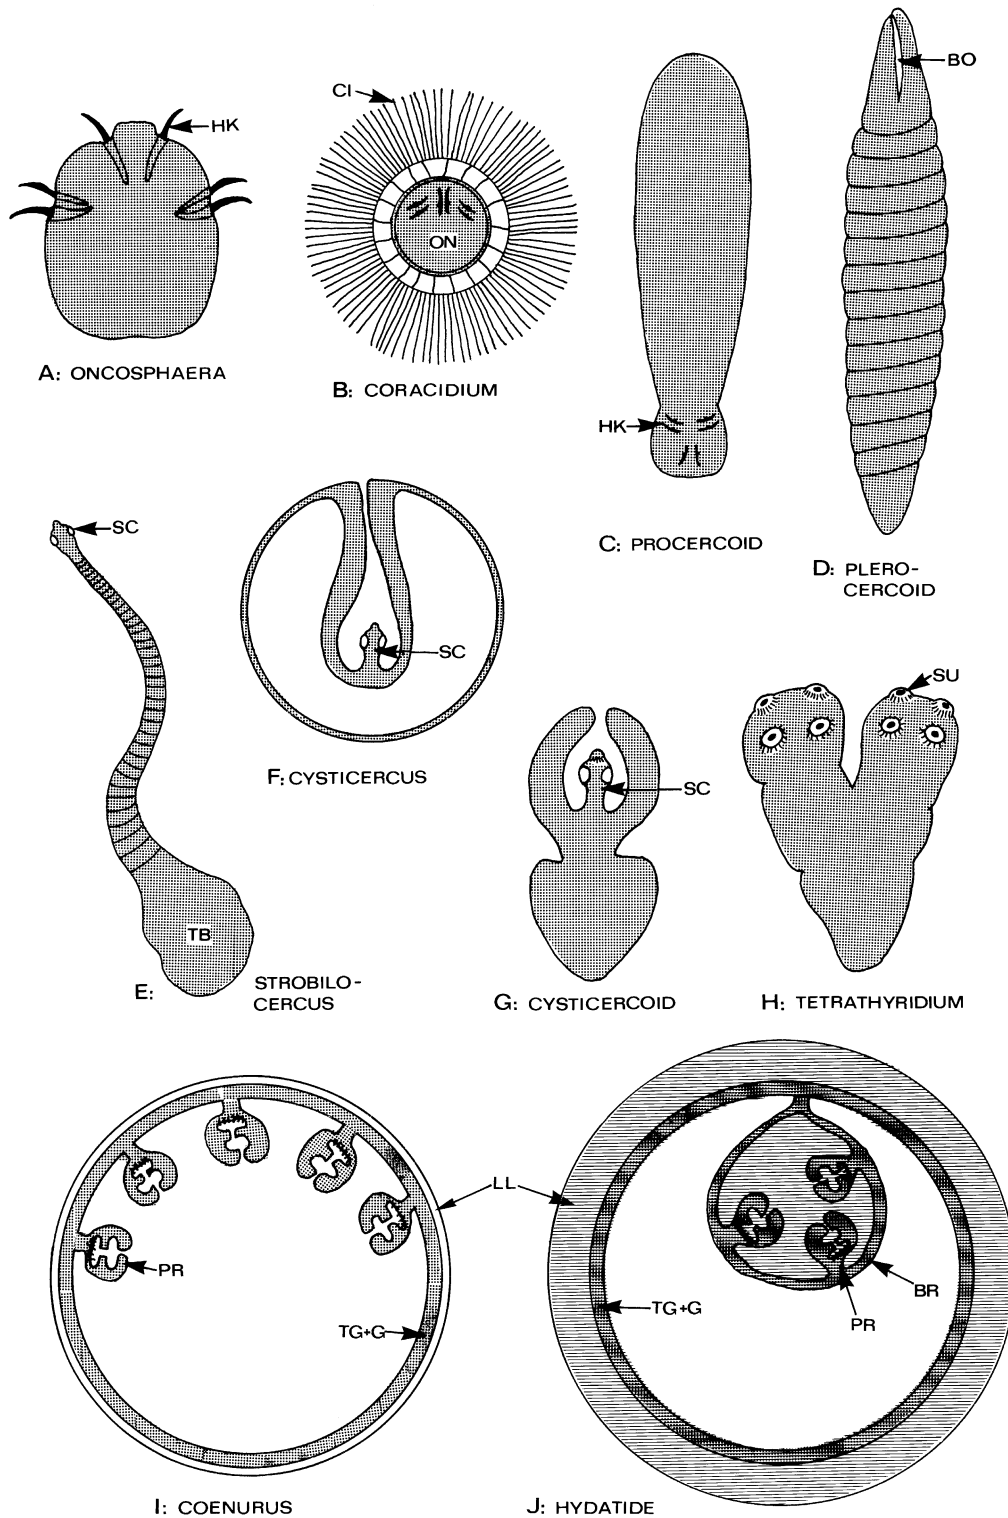 BO
CI
HK
ON
A: ONCOSPHAERA
B: CORACIDIUM
HK
C: PROCERCOID
D: PLERO-
CERCOID
SC
SC
F: CYSTICERCUS
SU
SC
TB
E: STROBILO-
CERCUS
G: CYSTICERCOID
H: TETRATHYRIDIUM
LL
PR
TG+G
TG+G
BR
PR
I: COENURUS
J: HYDATIDE